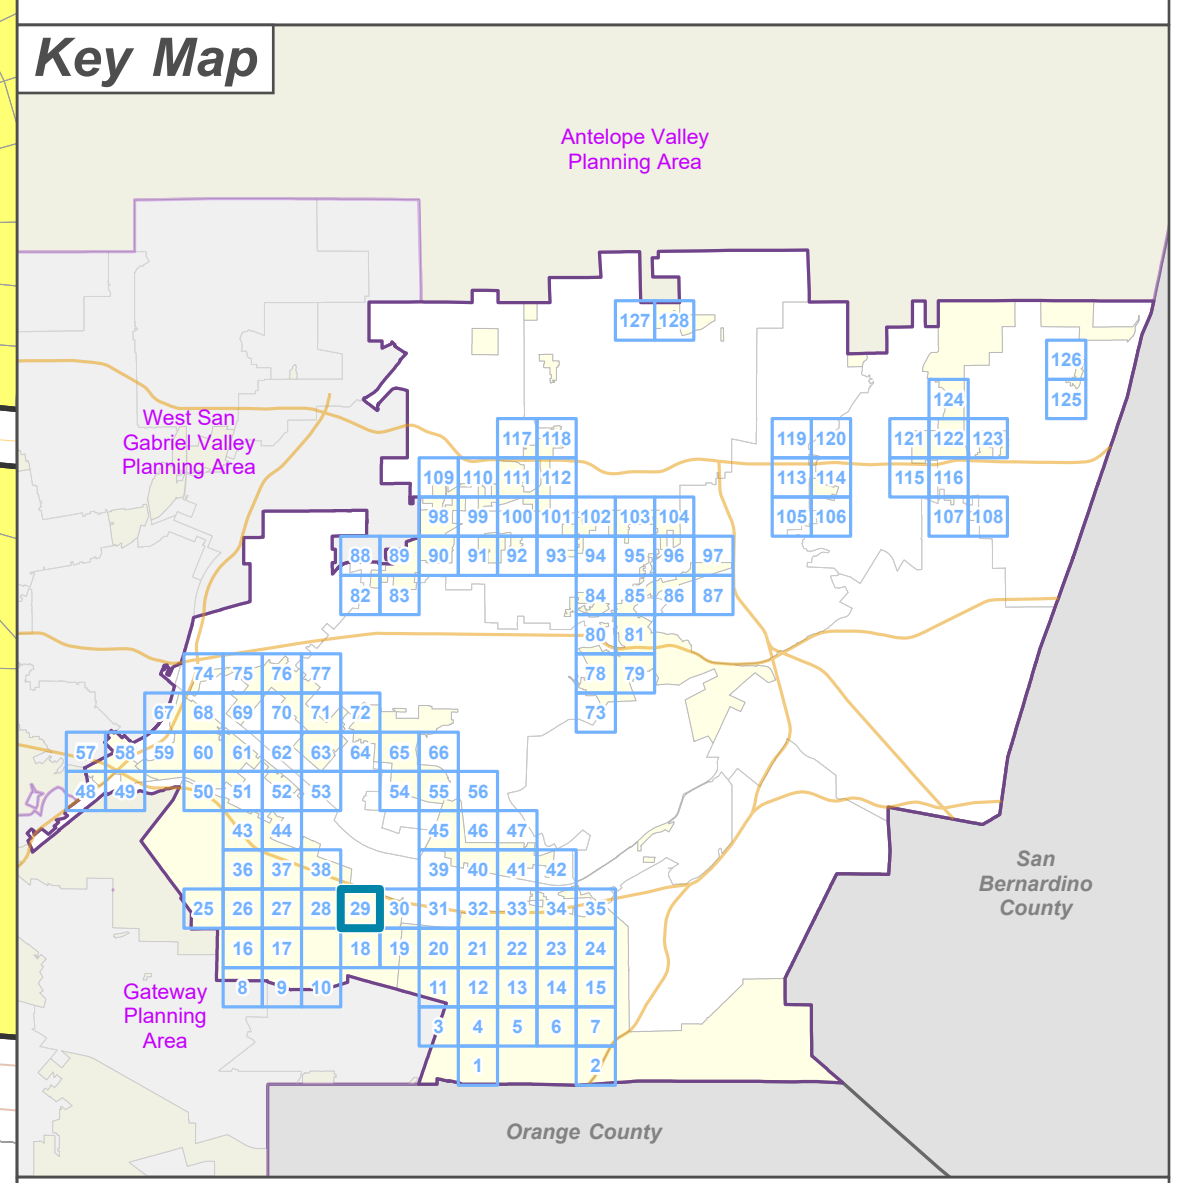 Key Map
Antelope Valley
Planning Area
127 128
126
West San
Gabriel Valley
Planning Area
124 125
117 118 119 120 121 122 123
109 110 111 112 113 114 115 116
98 99 100 101 102 103 104 105 106 107 108
88 89 90 91 92 93 94 95 96 97
82 83 84 85 86 87
80 81
74 75 76 77 78 79
67 68 69 70 71 72 73
57 58 59 60 61 62 63 64 65 66
48 49 50 51 52 53 54 55 56
43 44 45 46 47
36 37 38 39 40 41 42
San
Bernardino
County
25 26 27 28 29 30 31 32 33 34 35
16 17 18 19 20 21 22 23 24
8 9 10 11 12 13 14 15
Gateway
Planning
Area
3 4 5 6 7
1 2
Orange County